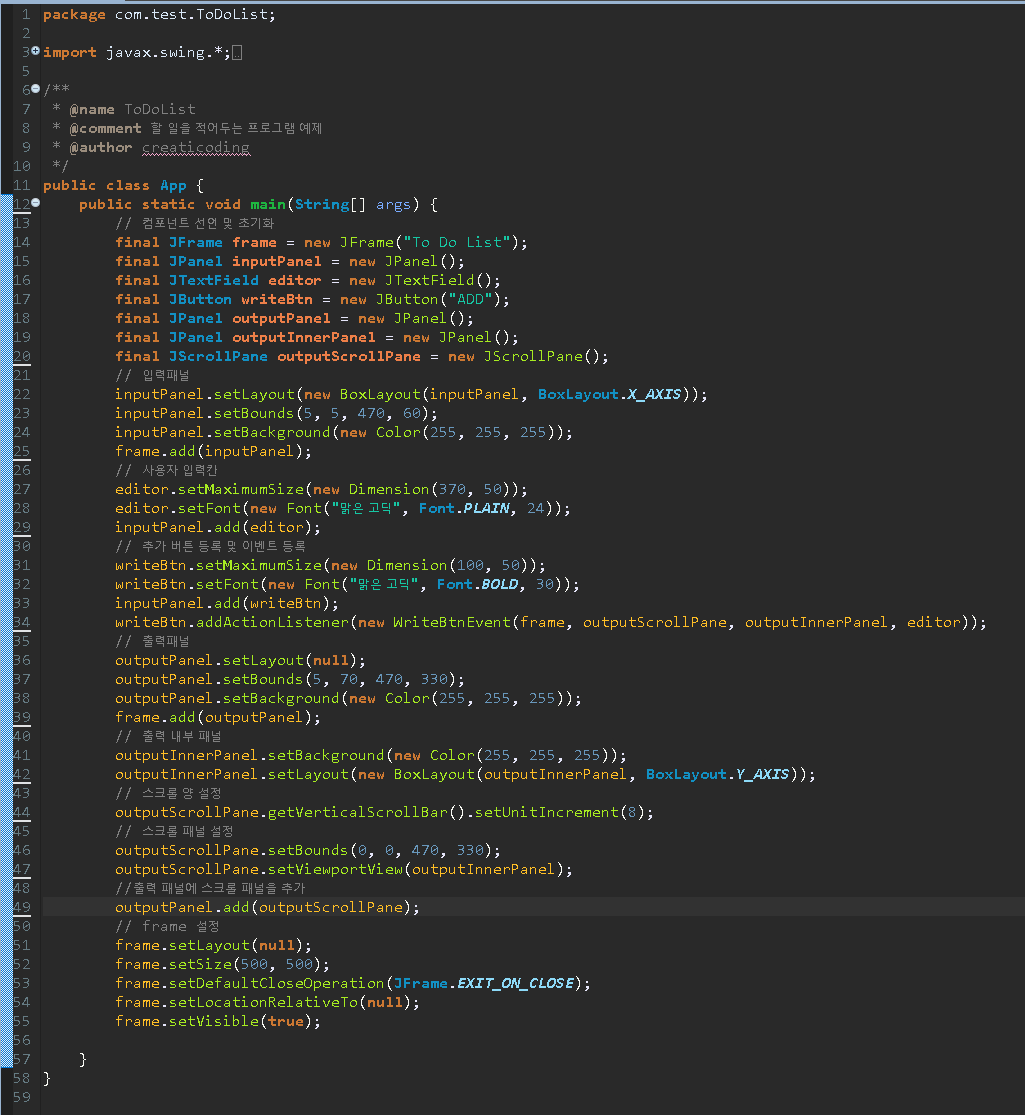 1 package com.test.ToDoList;
2
3 import javax.swing.*;
5
6 /**
7  * @name ToDoList
8  * @comment 할 일을 적어두는 프로그램 예제
9  * @author creaticoding
10  */
11 public class App {
12     public static void main(String[] args) {
13         // 컴포넌트 선언 및 초기화
14         final JFrame frame = new JFrame("To Do List");
15         final JPanel inputPanel = new JPanel();
16         final JTextField editor = new JTextField();
17         final JButton writeBtn = new JButton("ADD");
18         final JPanel outputPanel = new JPanel();
19         final JPanel outputInnerPanel = new JPanel();
20         final JScrollPane outputScrollPane = new JScrollPane();
21         // 입력패널
22         inputPanel.setLayout(new BoxLayout(inputPanel, BoxLayout.X_AXIS));
23         inputPanel.setBounds(5, 5, 470, 60);
24         inputPanel.setBackground(new Color(255, 255, 255));
25         frame.add(inputPanel);
26         // 사용자 입력칸
27         editor.setMaximumSize(new Dimension(370, 50));
28         editor.setFont(new Font("맑은 고딕", Font.PLAIN, 24));
29         inputPanel.add(editor);
30         // 추가 버튼 등록 및 이벤트 등록
31         writeBtn.setMaximumSize(new Dimension(100, 50));
32         writeBtn.setFont(new Font("맑은 고딕", Font.BOLD, 30));
33         inputPanel.add(writeBtn);
34         writeBtn.addActionListener(new WriteBtnEvent(frame, outputScrollPane, outputInnerPanel, editor));
35         // 출력패널
36         outputPanel.setLayout(null);
37         outputPanel.setBounds(5, 70, 470, 330);
38         outputPanel.setBackground(new Color(255, 255, 255));
39         frame.add(outputPanel);
40         // 출력 내부 패널
41         outputInnerPanel.setBackground(new Color(255, 255, 255));
42         outputInnerPanel.setLayout(new BoxLayout(outputInnerPanel, BoxLayout.Y_AXIS));
43         // 스크롤 양 설정
44         outputScrollPane.getVerticalScrollBar().setUnitIncrement(8);
45         // 스크롤 패널 설정
46         outputScrollPane.setBounds(0, 0, 470, 330);
47         outputScrollPane.setViewportView(outputInnerPanel);
48         //출력 패널에 스크롤 패널을 추가
49         outputPanel.add(outputScrollPane);
50         // frame 설정
51         frame.setLayout(null);
52         frame.setSize(500, 500);
53         frame.setDefaultCloseOperation(JFrame.EXIT_ON_CLOSE);
54         frame.setLocationRelativeTo(null);
55         frame.setVisible(true);
56
57     }
58 }
59